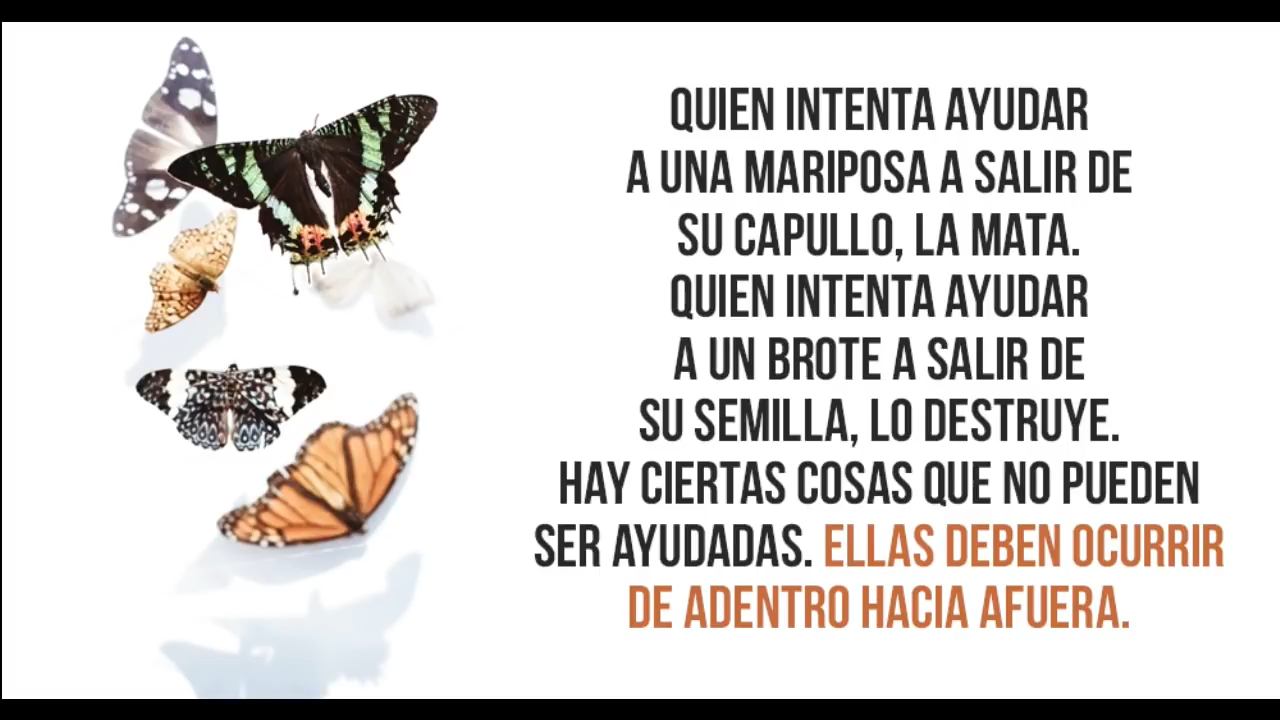 QUIEN INTENTA AYUDAR
A UNA MARIPOSA A SALIR DE
SU CAPULLO, LA MATA.
QUIEN INTENTA AYUDAR
A UN BROTE A SALIR DE
SU SEMILLA, LO DESTRUYE.
HAY CIERTAS COSAS QUE NO PUEDEN
SER AYUDADAS. ELLAS DEBEN OCURRIR
DE ADENTRO HACIA AFUERA.